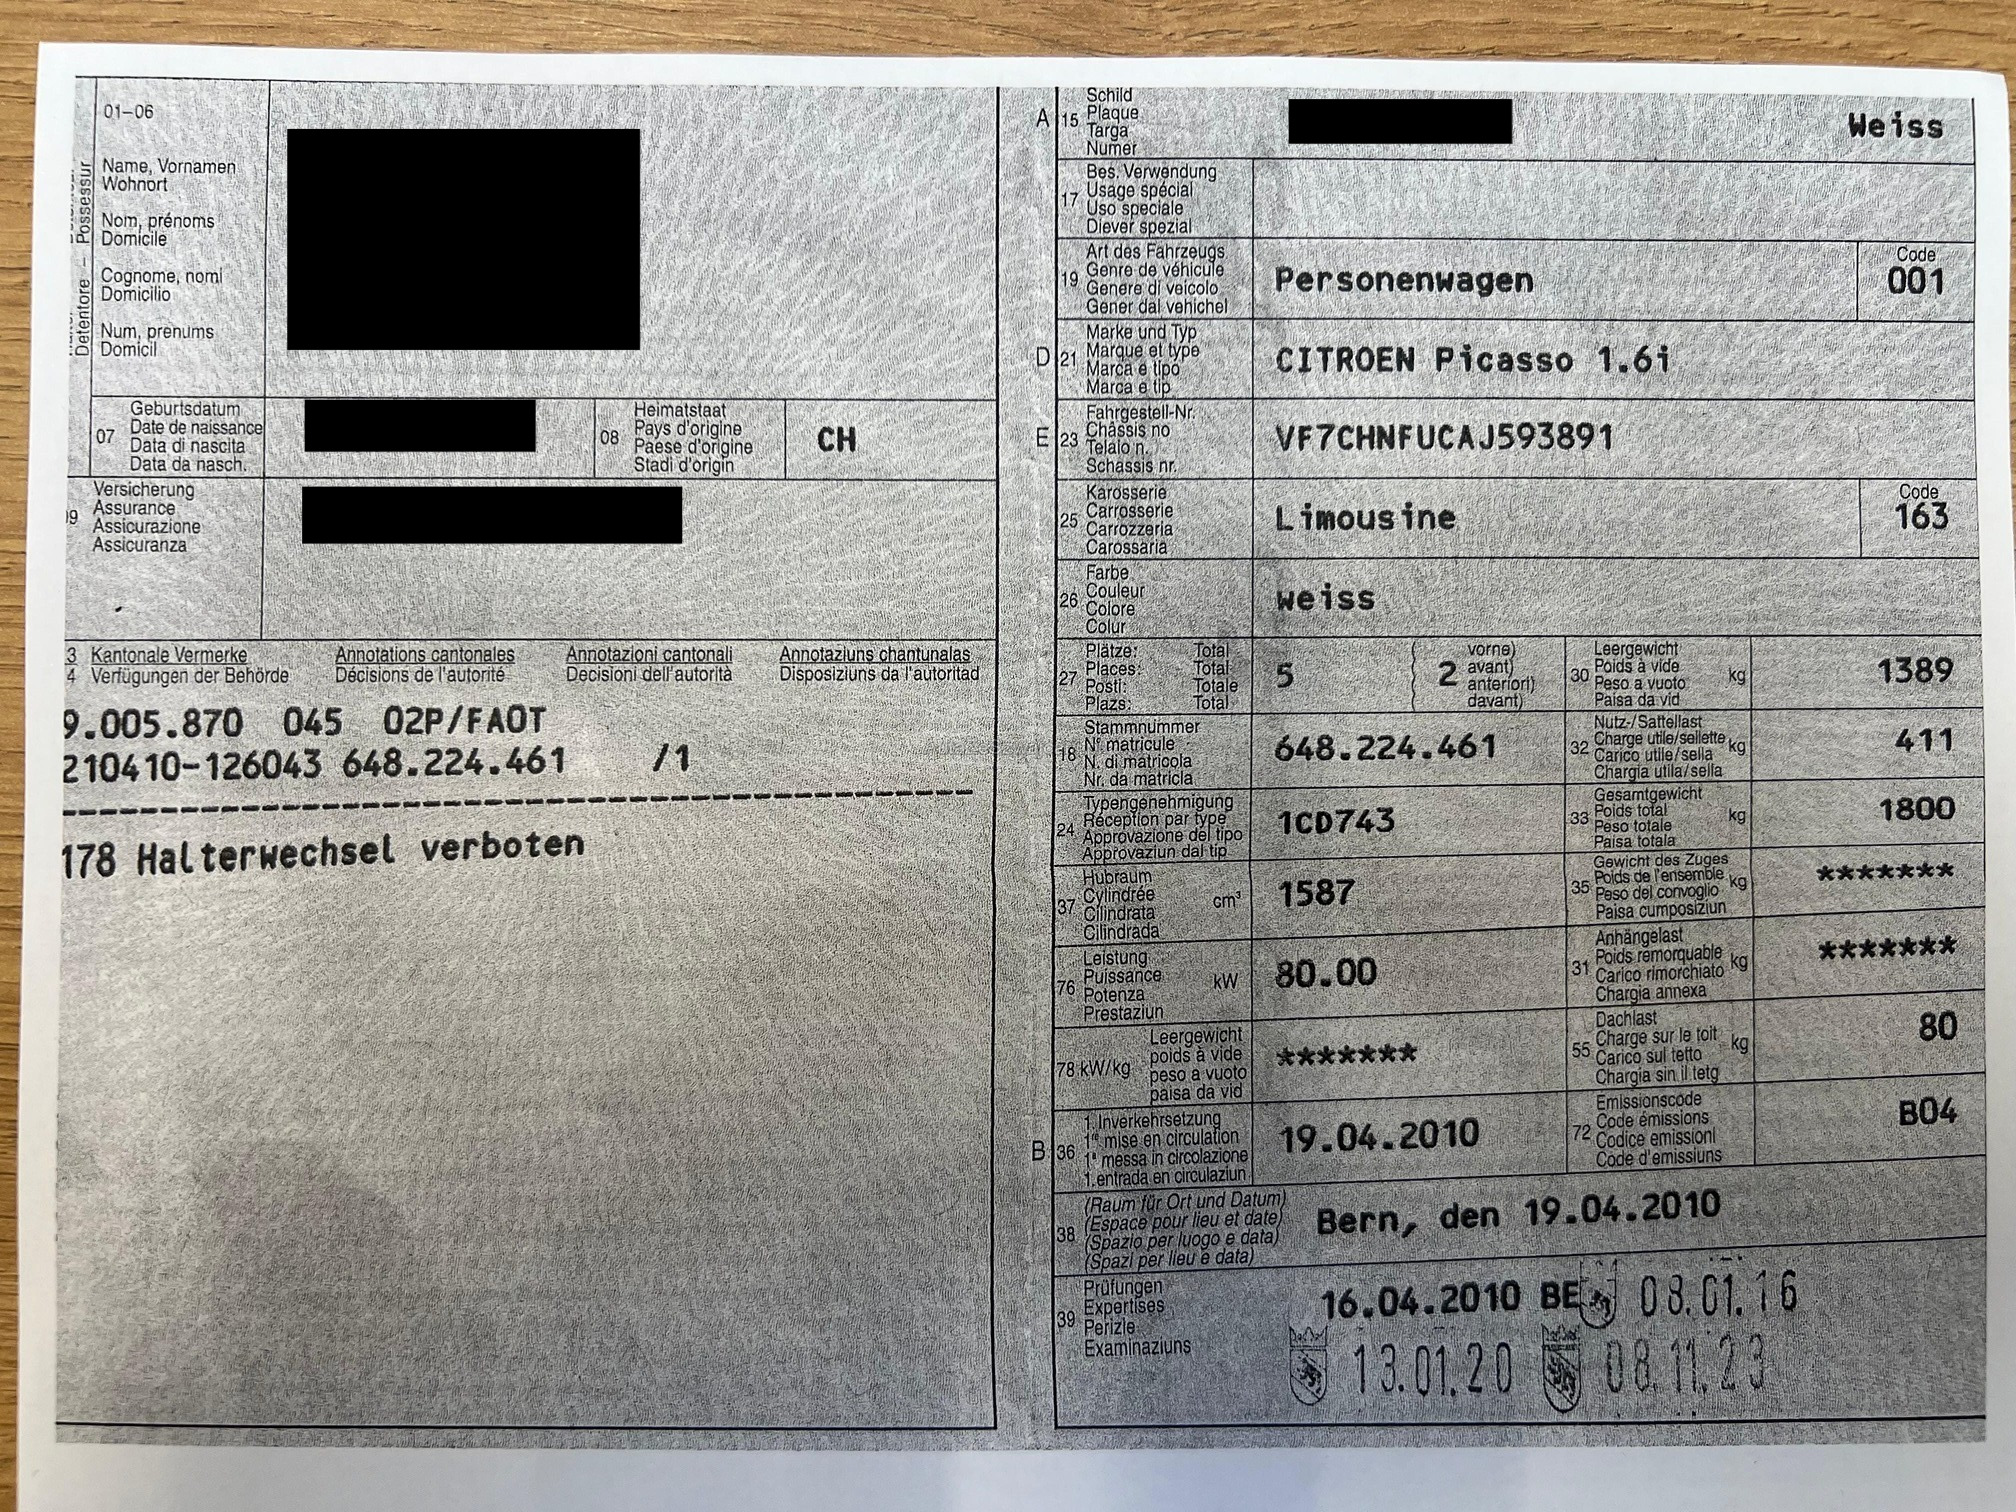 01-06
Detentore – Possessur
Name, Vornamen
Wohnort
Nom, prénoms
Domicile
Cognome, nomi
Domicilio
Num, prenums
Domicil
07
Geburtsdatum
Date de naissance
Data di nascita
Data da nasch.
08
Heimatstaat
Pays d'origine
Paese d'origine
Stadi d'origin
CH
09
Versicherung
Assurance
Assicurazione
Assicuranza
3 Kantonale Vermerke Annotations cantonales Annotazioni cantonali Annotaziuns chantunalas
4 Verfügungen der Behörde Décisions de l'autorité Decisioni dell'autorità Disposiziuns da l'autoritad
9.005.870 045 02P/FAOT
210410-126043 648.224.461 /1
178 Halterwechsel verboten
A 15
Schild
Plaque
Targa
Numer
Weiss
17
Bes. Verwendung
Usage spécial
Uso speciale
Diever spezial
19
Art des Fahrzeugs
Genre de véhicule
Genere di veicolo
Gener dal vehichel
Personenwagen
Code
001
D 21
Marke und Typ
Marque et type
Marca e tipo
Marca e tip
CITROEN Picasso 1.6i
E 23
Fahrgestell-Nr.
Châssis no
Telaio n.
Schassis nr.
VF7CHNFUCAJ593891
25
Karosserie
Carrosserie
Carrozzeria
Carossaria
Limousine
Code
163
26
Farbe
Couleur
Colore
Colur
weiss
27
Plätze: Total
Places: Total
Posti: Totale
Plazs: Total
5
2
vorne)
avant)
anteriori)
davant)
30
Leergewicht
Poids à vide
Peso a vuoto
Paisa da vid
kg
1389
18
Stammnummer
N° matricule
N. di matricola
Nr. da matricla
648.224.461
32
Nutz-/Sattellast
Charge utile/sellette
Carico utile/sella
Chargia utila/sella
kg
411
24
Typengenehmigung
Réception par type
Approvazione del tipo
Approvaziun dal tip
1CD743
33
Gesamtgewicht
Poids total
Peso totale
Paisa totala
kg
1800
37
Hubraum
Cylindrée
Cilindrata
Cilindrada
cm³
1587
35
Gewicht des Zuges
Poids de l'ensemble
Peso del convoglio
Paisa cumposiziun
kg
*******
76
Leistung
Puissance
Potenza
Prestaziun
kW
80.00
31
Anhängelast
Poids remorquable
Carico rimorchiato
Chargia annexa
kg
*******
78 kW/kg
Leergewicht
poids à vide
peso a vuoto
paisa da vid
*******
55
Dachlast
Charge sur le toit
Carico sul tetto
Chargia sin il tetg
kg
80
B 36
1. Inverkehrsetzung
1re mise en circulation
1a messa in circolazione
1. entrada en circulaziun
19.04.2010
72
Emissionscode
Code émissions
Codice emissioni
Code d'emissiuns
B04
38
(Raum für Ort und Datum)
(Espace pour lieu et date)
(Spazio per luogo e data)
(Spazi per lieu e data)
Bern, den 19.04.2010
39
Prüfungen
Expertises
Perizie
Examinaziuns
16.04.2010 BE 08.01.16
13.01.20 08.11.23